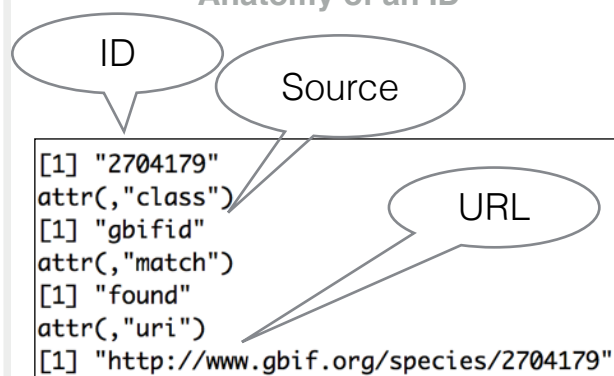 Anatomy of an ID
ID
Source
URL
[1] "2704179"
attr(,"class")
[1] "gbifid"
attr(,"match")
[1] "found"
attr(,"uri")
[1] "http://www.gbif.org/species/2704179"